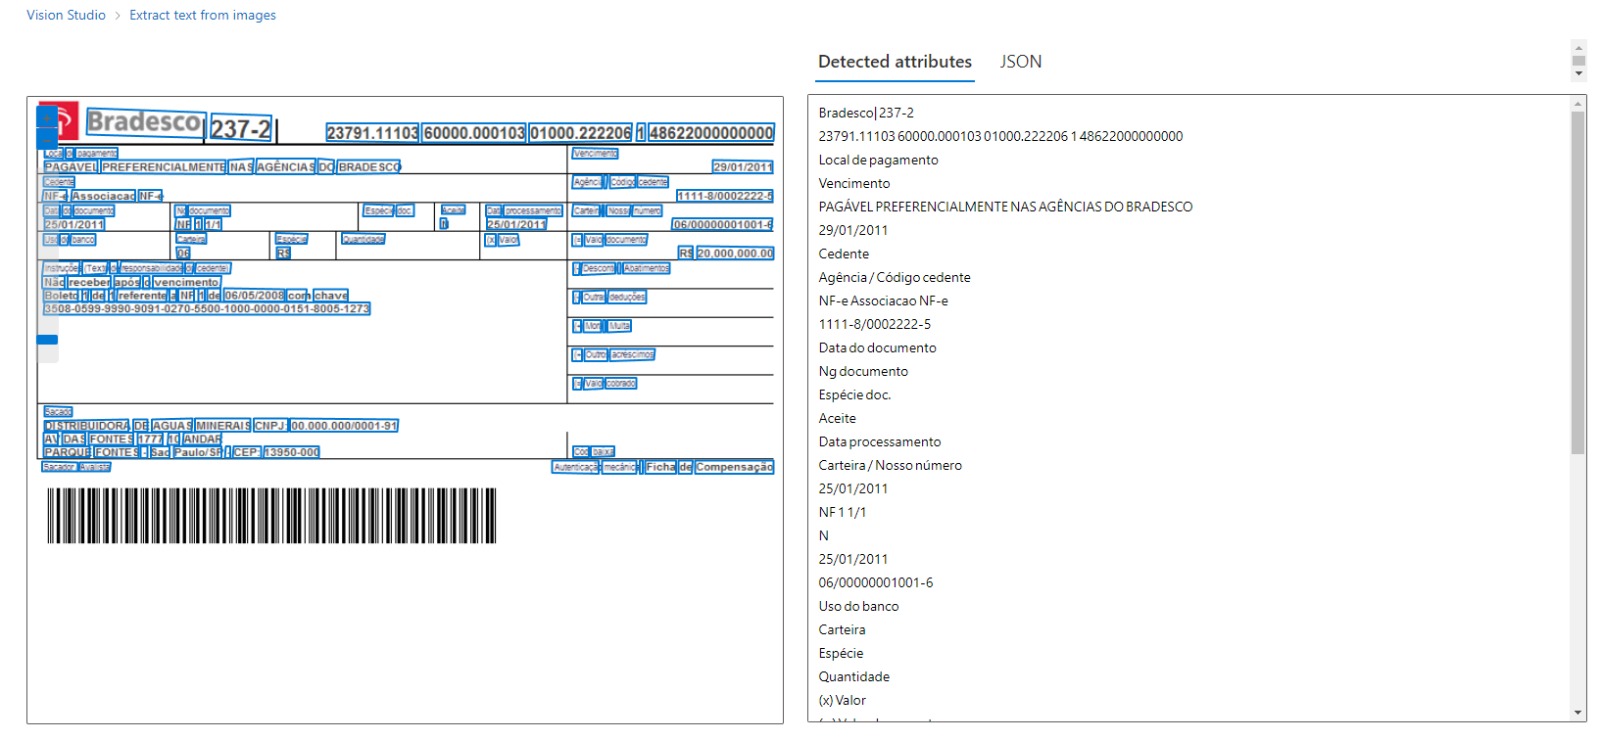 Vision Studio > Extract text from images
Detected attributes JSON
Bradesco 237-2 23791.11103 60000.000103 01000.222206 1 48622000000000
Local de pagamento
Vencimento
PAGÁVEL PREFERENCIALMENTE NAS AGÊNCIAS DO BRADESCO
29/01/2011
Cedente
Agência / Código cedente
NF-e Associacao NF-e
1111-8/0002222-5
Data do documento
Nº documento
Espécie doc.
Aceite
Data processamento
Carteira / Nosso número
25/01/2011
NF 1 1/1
25/01/2011
06/00000001001-6
Uso do banco
Carteira
Espécie
Quantidade
(x) Valor
(=) Valor documento
06
R$
R$ 20,000,000.00
Instruções (Texto de responsabilidade do cedente)
Não receber após o vencimento.
Boleto 1 de 1 referente a NF 1 de 06/05/2008 com chave
3508-0599-9990-9091-0270-5500-1000-0000-0151-8005-1273
(-) Desconto / Abatimentos
(-) Outras deduções
(+) Mora / Multa
(+) Outros acréscimos
(=) Valor cobrado
Sacado
DISTRIBUIDORA DE AGUAS MINERAIS CNPJ: 00.000.000/0001-91
AV DAS FONTES 1777 10 ANDAR
PARQUE FONTES - Sao Paulo/SP - CEP: 13950-000
Cód. baixa
Sacador / Avalista
Autenticação mecânica - Ficha de Compensação
Bradesco|237-2
23791.11103 60000.000103 01000.222206 1 48622000000000
Local de pagamento
Vencimento
PAGÁVEL PREFERENCIALMENTE NAS AGÊNCIAS DO BRADESCO
29/01/2011
Cedente
Agência / Código cedente
NF-e Associacao NF-e
1111-8/0002222-5
Data do documento
Ng documento
Espécie doc.
Aceite
Data processamento
Carteira / Nosso número
25/01/2011
NF 1 1/1
N
25/01/2011
06/00000001001-6
Uso do banco
Carteira
Espécie
Quantidade
(x) Valor